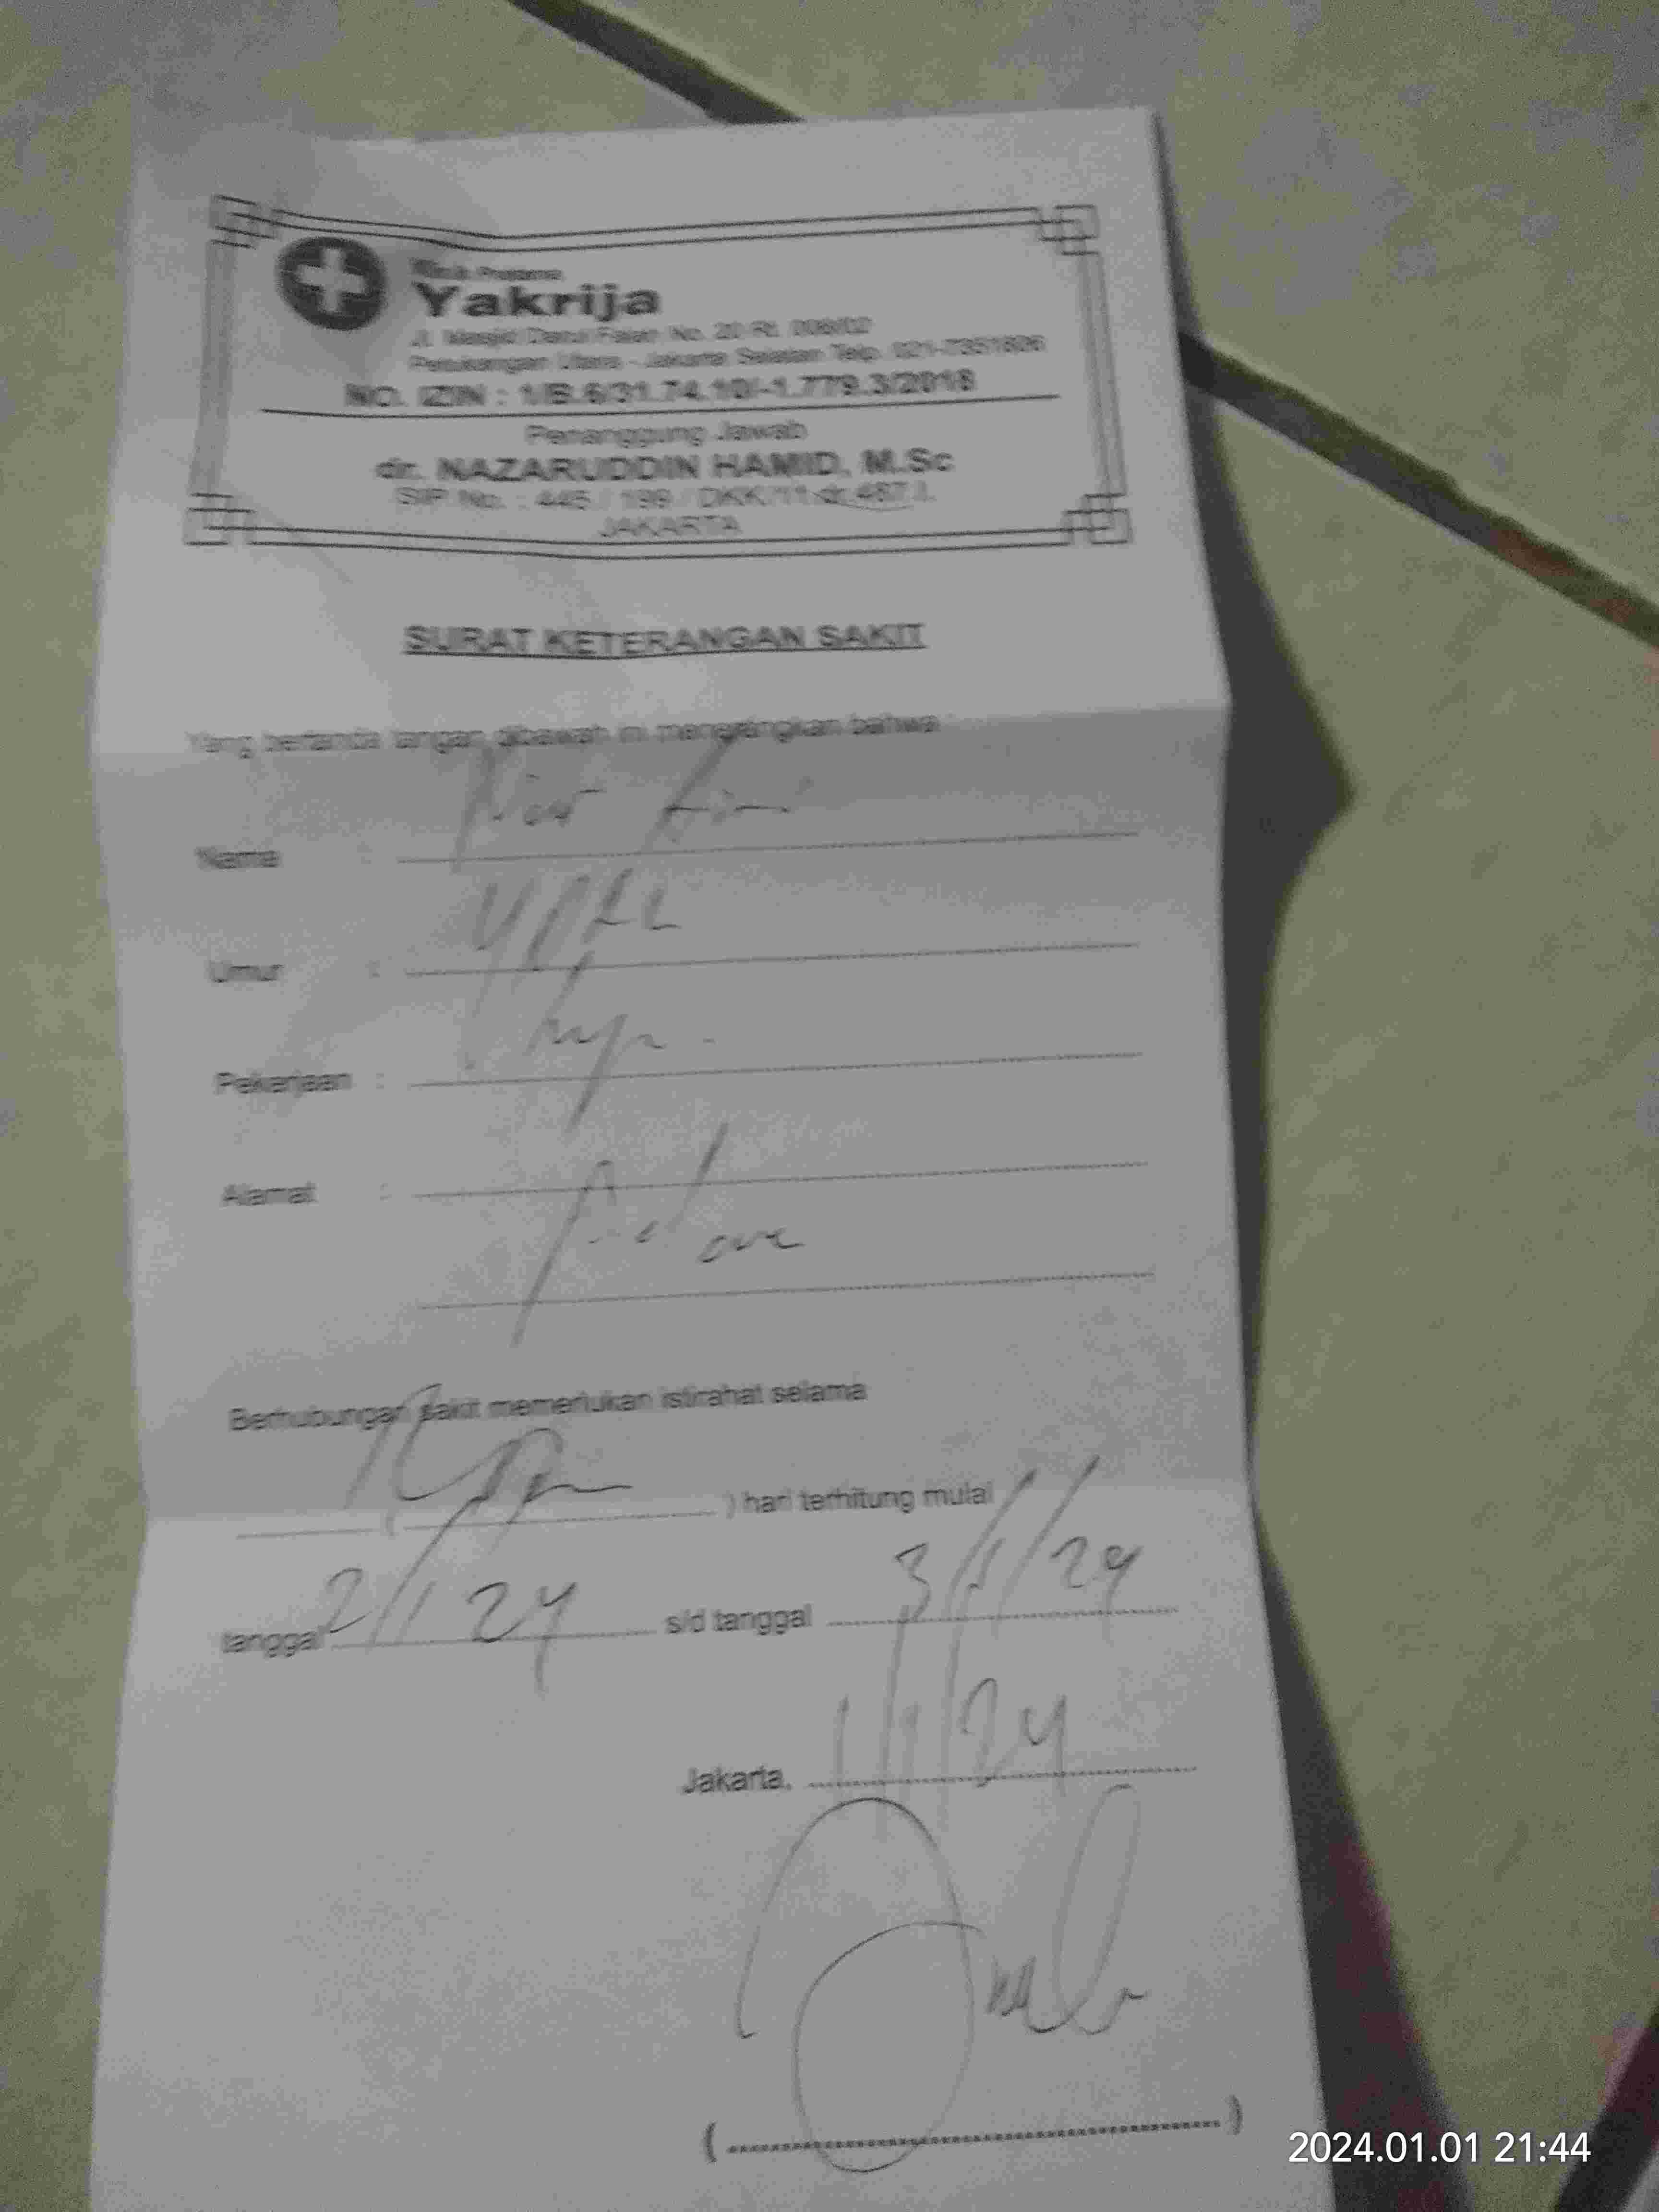 Klinik Pratama
Yakrija
Jl. Masjid Darul Falah No. 20 Rt. 006/02
Petukangan Utara - Jakarta Selatan Telp. 021-7351626
NO. IZIN : 1/B.6/31.74.10/-1.779.3/2018
Penanggung Jawab
dr. NAZARUDDIN HAMID, M.Sc
SIP No. : 445 / 199 / DKK/11
JAKARTA
SURAT KETERANGAN SAKIT
Yang bertanda tangan dibawah ini menerangkan bahwa
Nama :
Umur :
Pekerjaan :
Alamat :
Berhubungan sakit memerlukan istirahat selama
( ) hari terhitung mulai
tanggal 2/1 24 s/d tanggal 3/1/24
Jakarta, 1/1/24
( )
2024.01.01 21:44